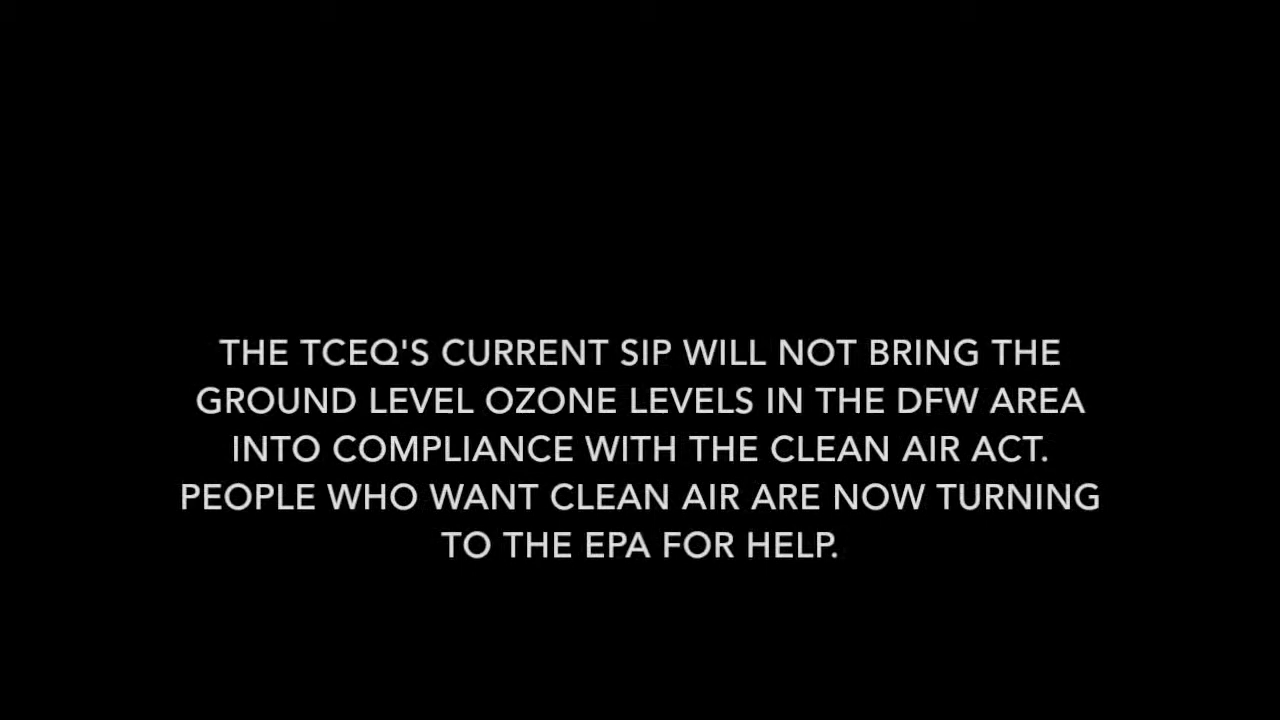 THE TCEQ'S CURRENT SIP WILL NOT BRING THE
GROUND LEVEL OZONE LEVELS IN THE DFW AREA
INTO COMPLIANCE WITH THE CLEAN AIR ACT.
PEOPLE WHO WANT CLEAN AIR ARE NOW TURNING
TO THE EPA FOR HELP.